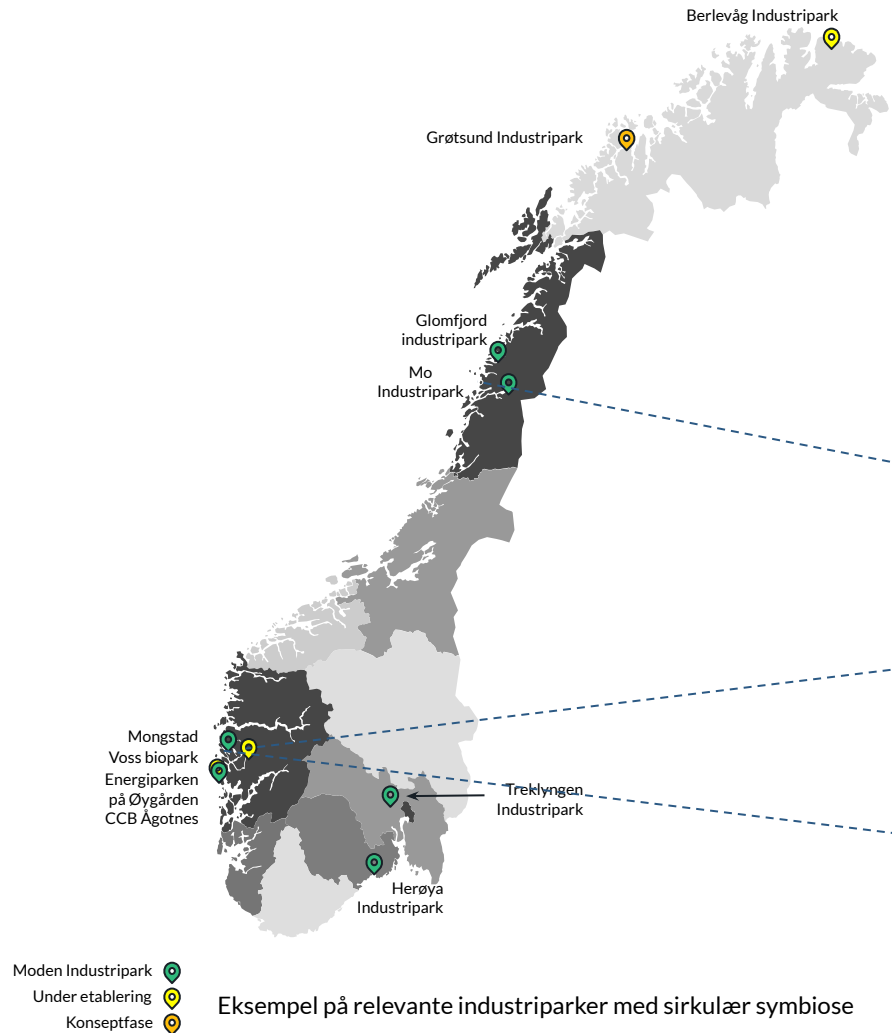 Berlevåg Industripark
Grøtsund Industripark
Glomfjord
industripark
Mo
Industripark
Mongstad
Voss biopark
Energiparken
på Øygården
CCB Ågotnes
Treklyngen
Industripark
Herøya
Industripark
Moden Industripark
Under etablering
Konseptfase
Eksempel på relevante industriparker med sirkulær symbiose